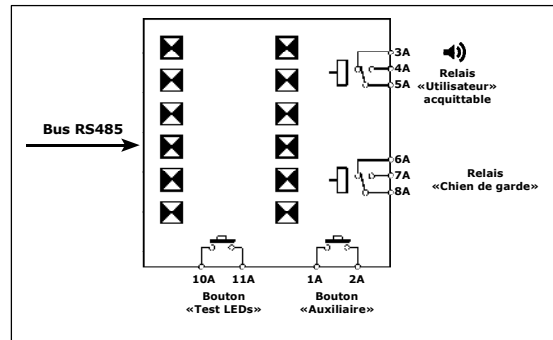 3A
4A
5A
Relais
«Utilisateur»
acquittable
Bus RS485
6A
7A
8A
Relais
«Chien de garde»
10A 11A 1A 2A
Bouton
«Test LEDs»
Bouton
«Auxiliaire»